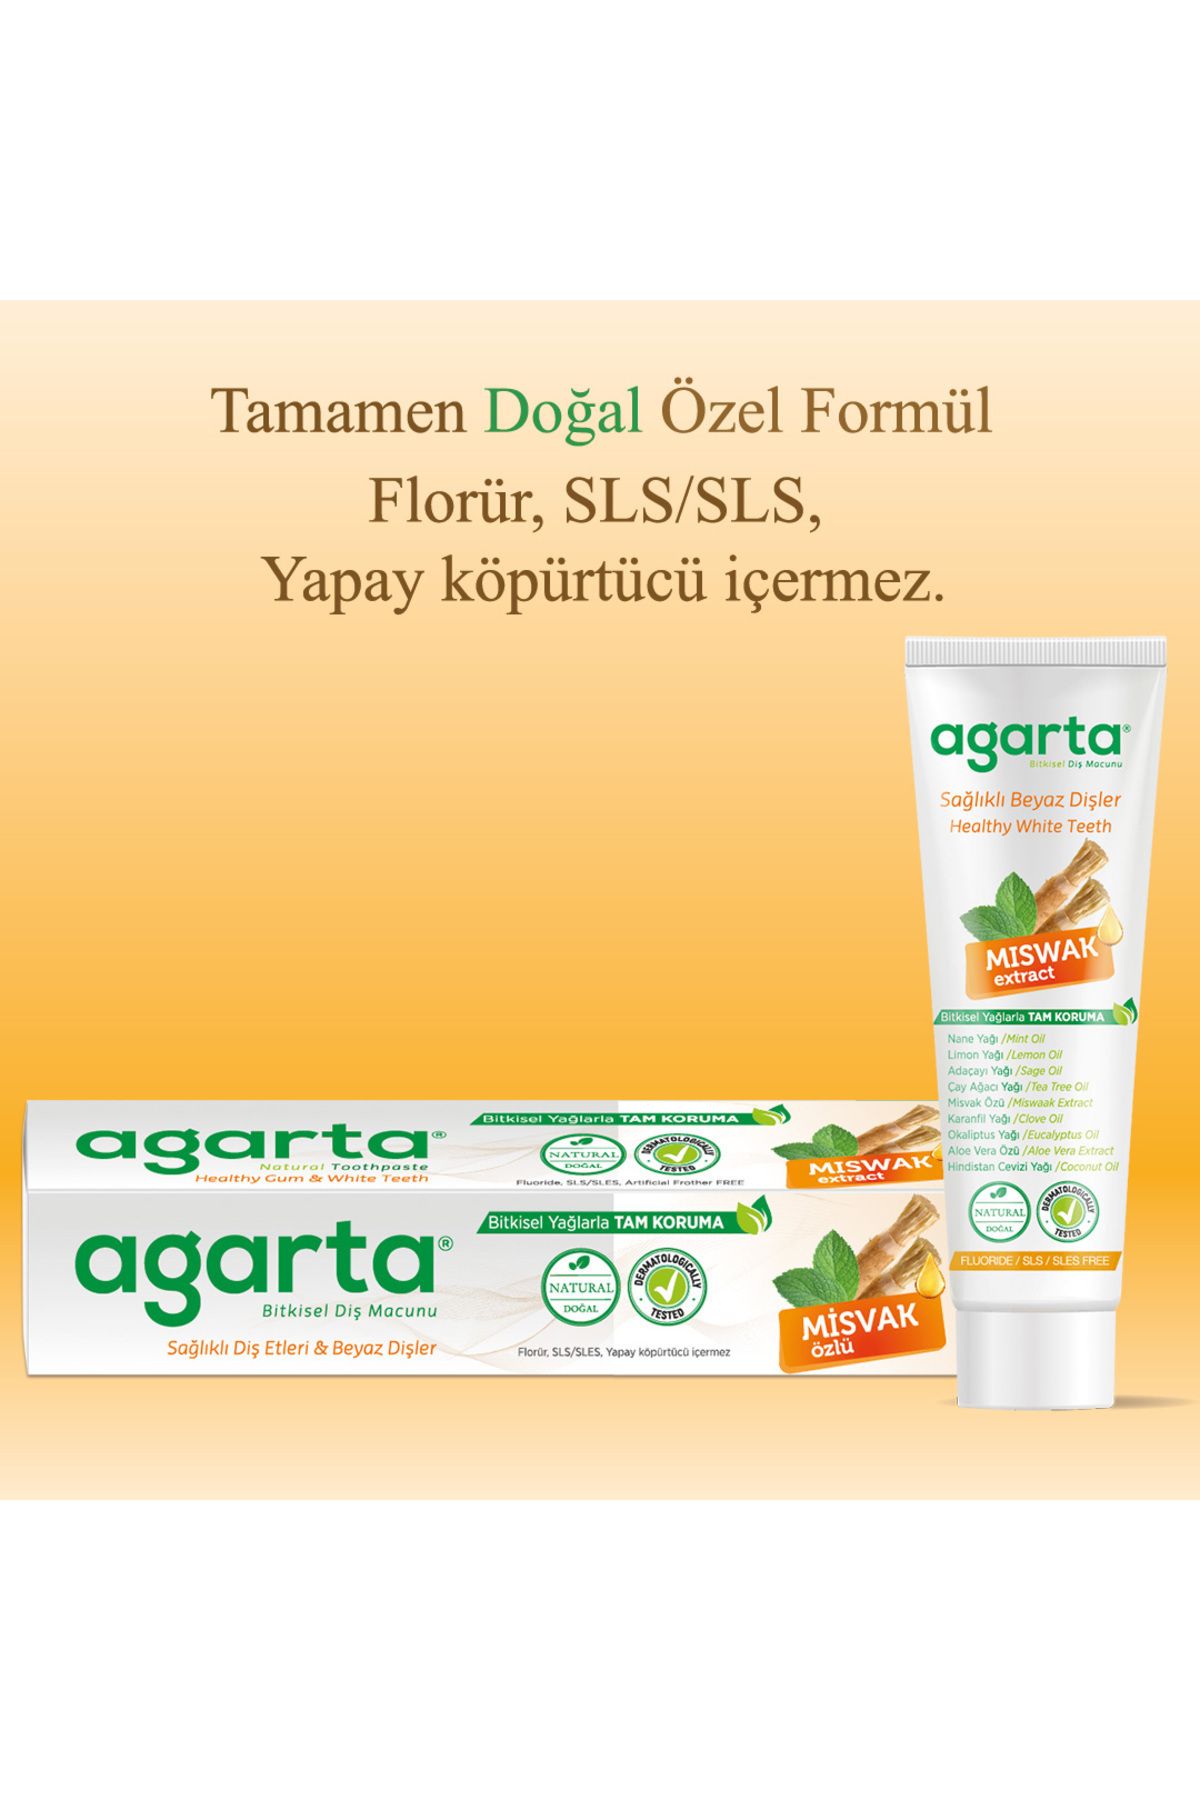 Tamamen Doğal Özel Formül
Florür, SLS/SLS,
Yapay köpürtücü içermez.
agarta®
Bitkisel Diş Macunu
Sağlıklı Beyaz Dişler
Healthy White Teeth
MISWAK
extract
Bitkisel Yağlarla TAM KORUMA
Nane Yağı /Mint Oil
Limon Yağı /Lemon Oil
Adaçayı Yağı /Sage Oil
Çay Ağacı Yağı /Tea Tree Oil
Misvak Özü /Miswaak Extract
Karanfil Yağı /Clove Oil
Okaliptus Yağı /Eucalyptus Oil
Aloe Vera Özü /Aloe Vera Extract
Hindistan Cevizi Yağı /Coconut Oil
NATURAL
DOĞAL
DERMATOLOGICALLY
TESTED
FLUORIDE / SLS / SLES FREE
agarta®
Natural Toothpaste
Healthy Gum & White Teeth
Bitkisel Yağlarla TAM KORUMA
NATURAL
DOĞAL
DERMATOLOGICALLY
TESTED
Fluoride, SLS/SLES, Artificial Frother FREE
MISWAK
extract
agarta®
Bitkisel Diş Macunu
Sağlıklı Diş Etleri & Beyaz Dişler
Bitkisel Yağlarla TAM KORUMA
NATURAL
DOĞAL
DERMATOLOGICALLY
TESTED
Florür, SLS/SLES, Yapay köpürtücü içermez
MİSVAK
özlü